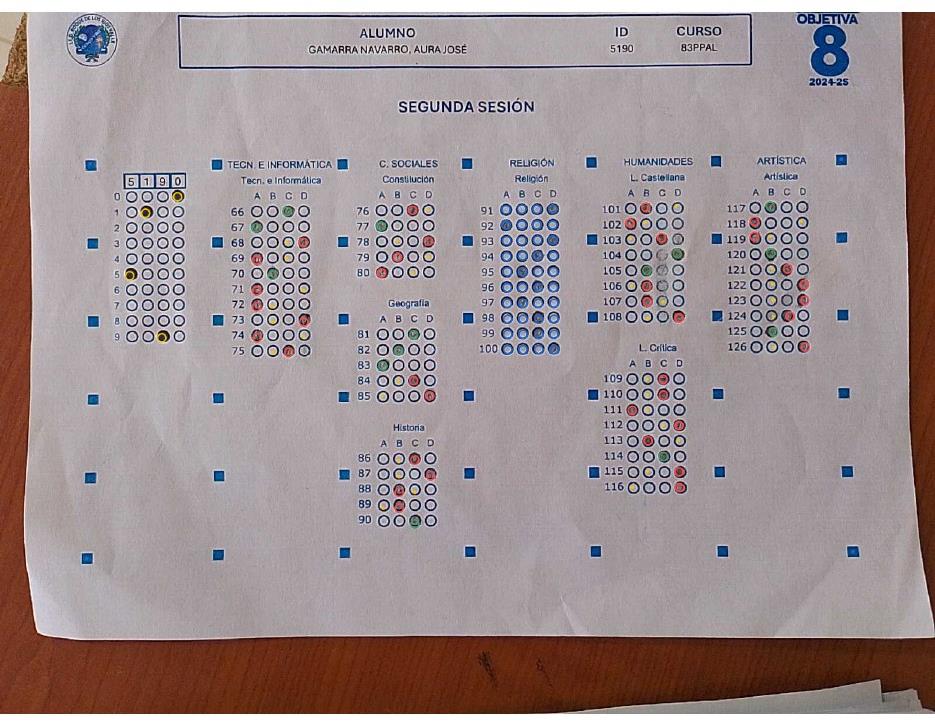 ALUMNO ID CURSO
GAMARRA NAVARRO, AURA JOSÉ 5190 83PPAL
OBJETIVA
8
2024-25
SEGUNDA SESIÓN
5 1 9 0
0
1
2
3
4
5
6
7
8
9
TECN. E INFORMÁTICA
Tecn. e Informática
A B C D
66
67
68
69
70
71
72
73
74
75
C. SOCIALES
Constitución
A B C D
76
77
78
79
80
Geografía
A B C D
81
82
83
84
85
Historia
A B C D
86
87
88
89
90
RELIGIÓN
Religión
A B C D
91
92
93
94
95
96
97
98
99
100
HUMANIDADES
L. Castellana
A B C D
101
102
103
104
105
106
107
108
L. Crítica
A B C D
109
110
111
112
113
114
115
116
ARTÍSTICA
Artística
A B C D
117
118
119
120
121
122
123
124
125
126